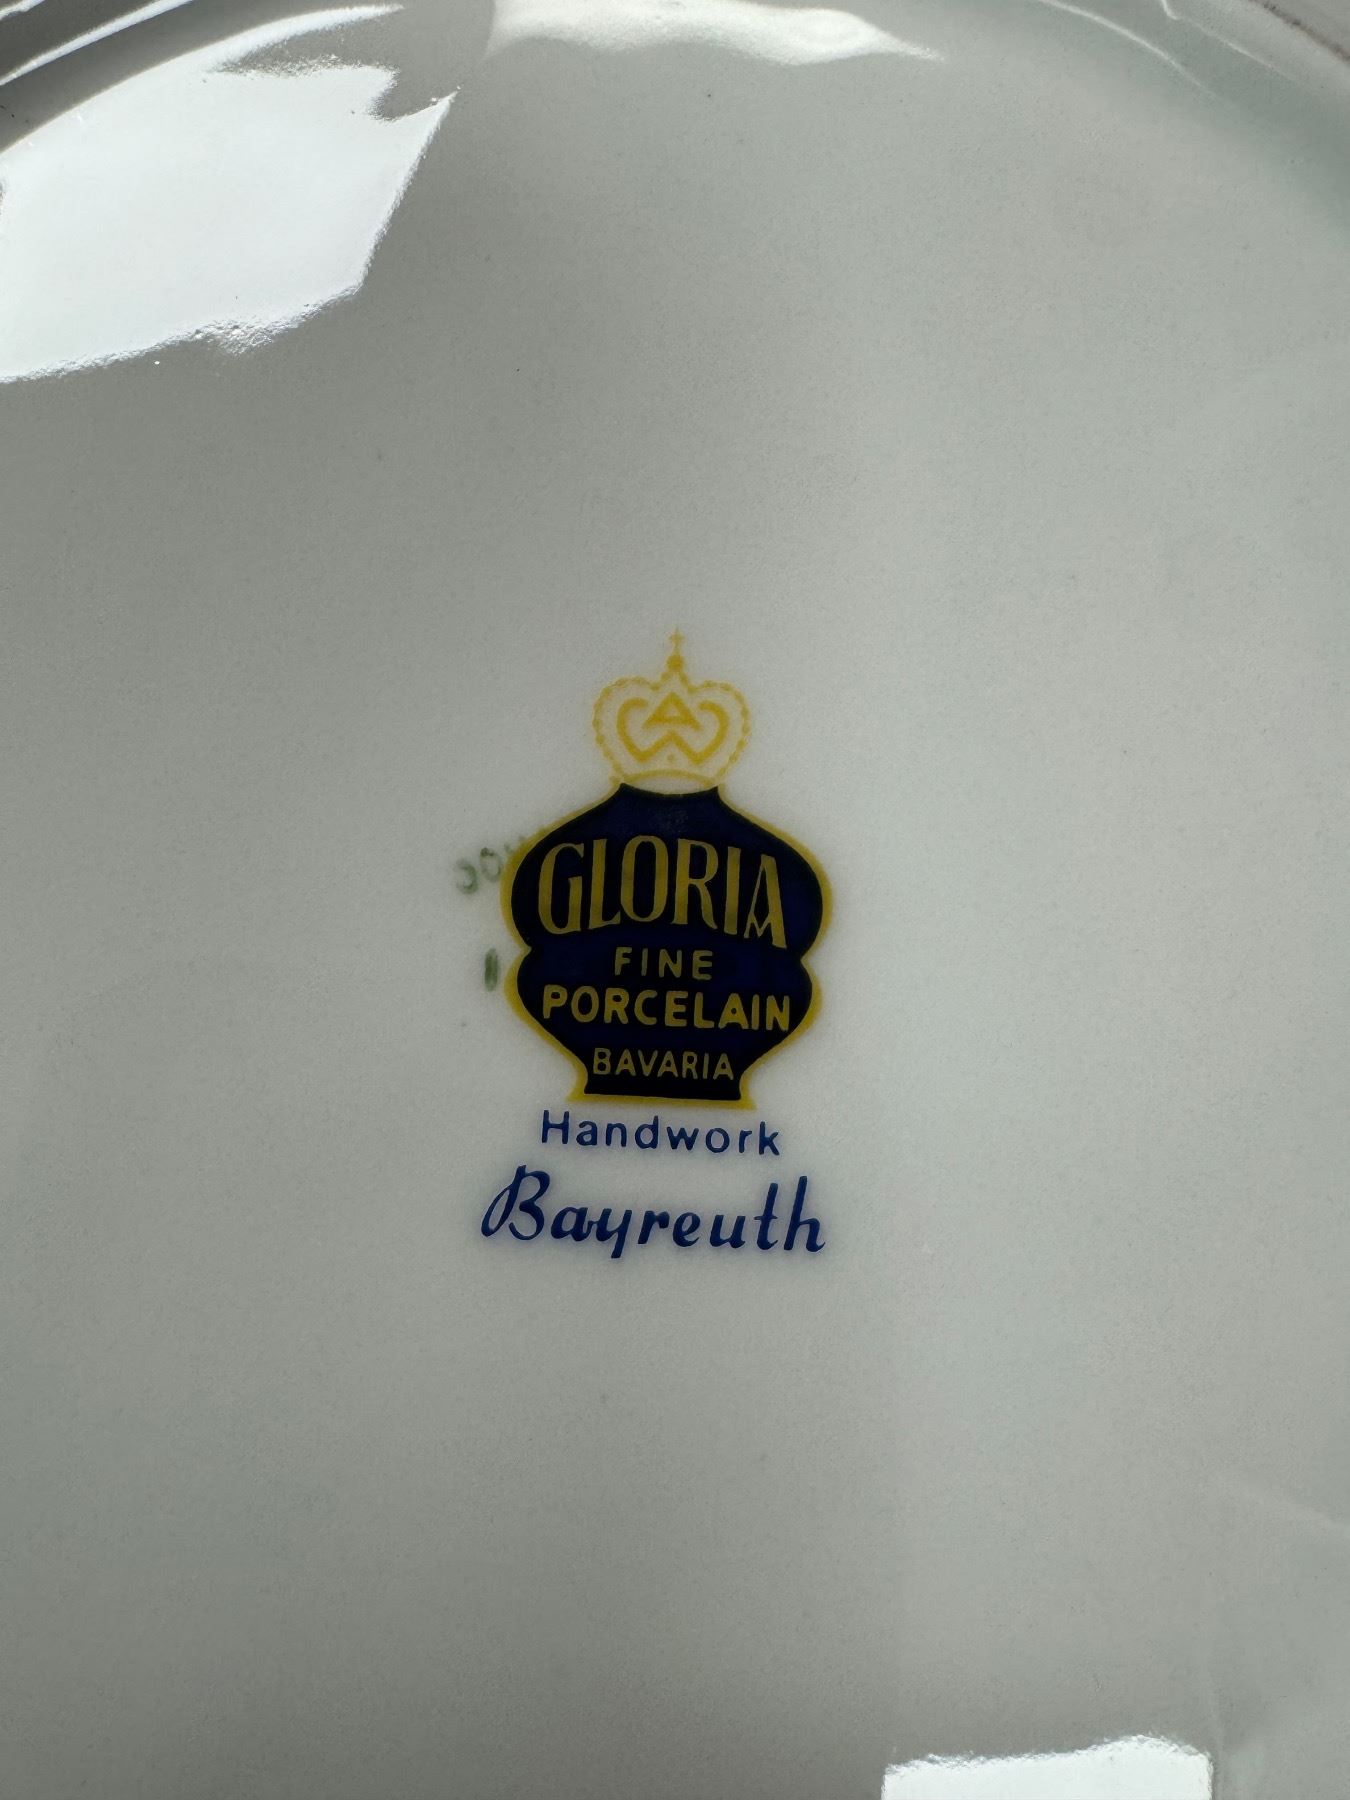 GLORIA
FINE
PORCELAIN
BAVARIA
Handwork
Bayreuth